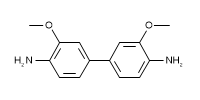 O O
H₂N NH₂